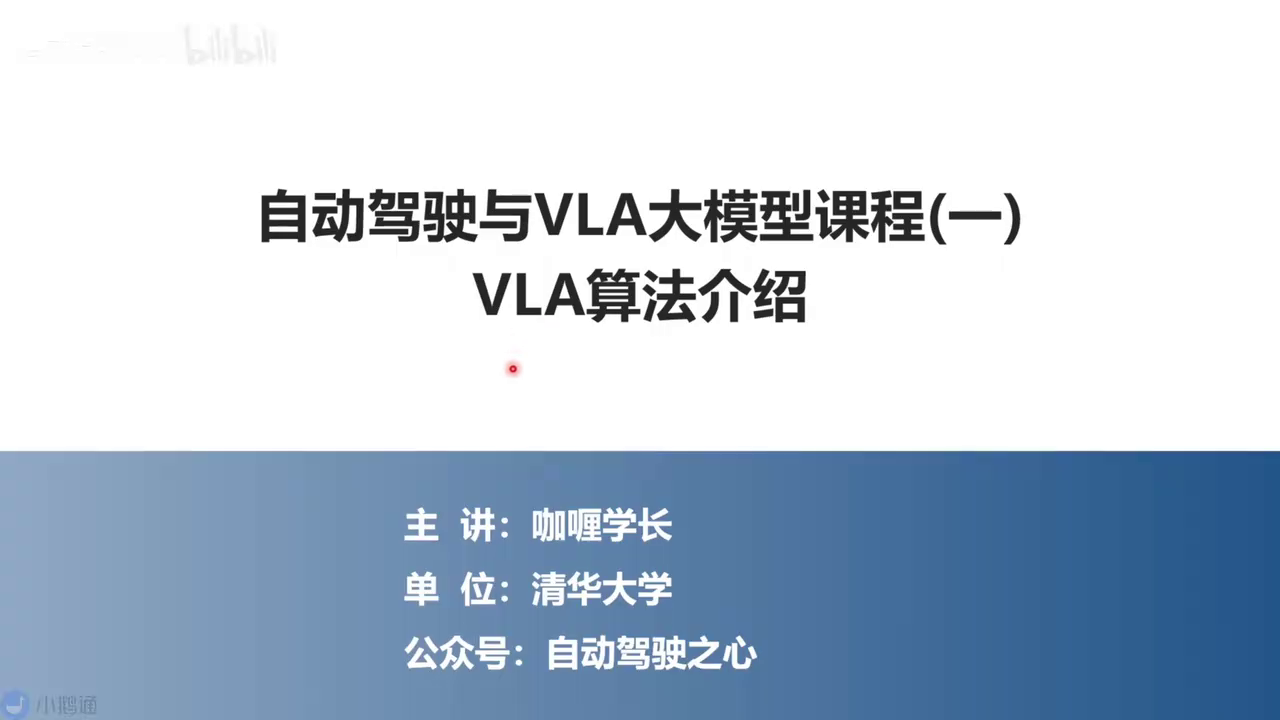 bilibili
自动驾驶与VLA大模型课程(一)
VLA算法介绍
主 讲：咖喱学长
单 位：清华大学
公众号：自动驾驶之心
小鹅通